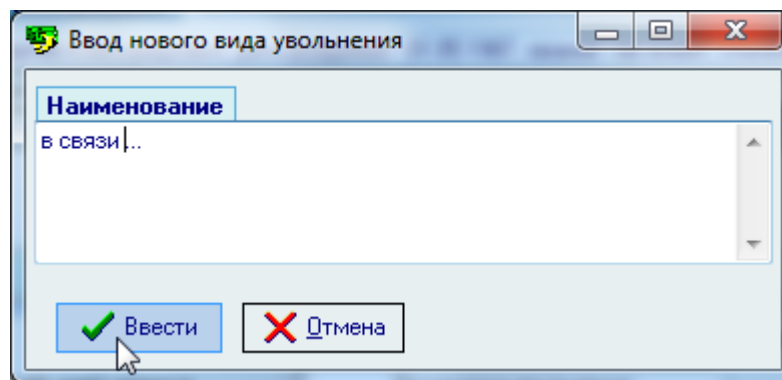 Ввод нового вида увольнения
Наименование
в связи ...
Ввести
Отмена